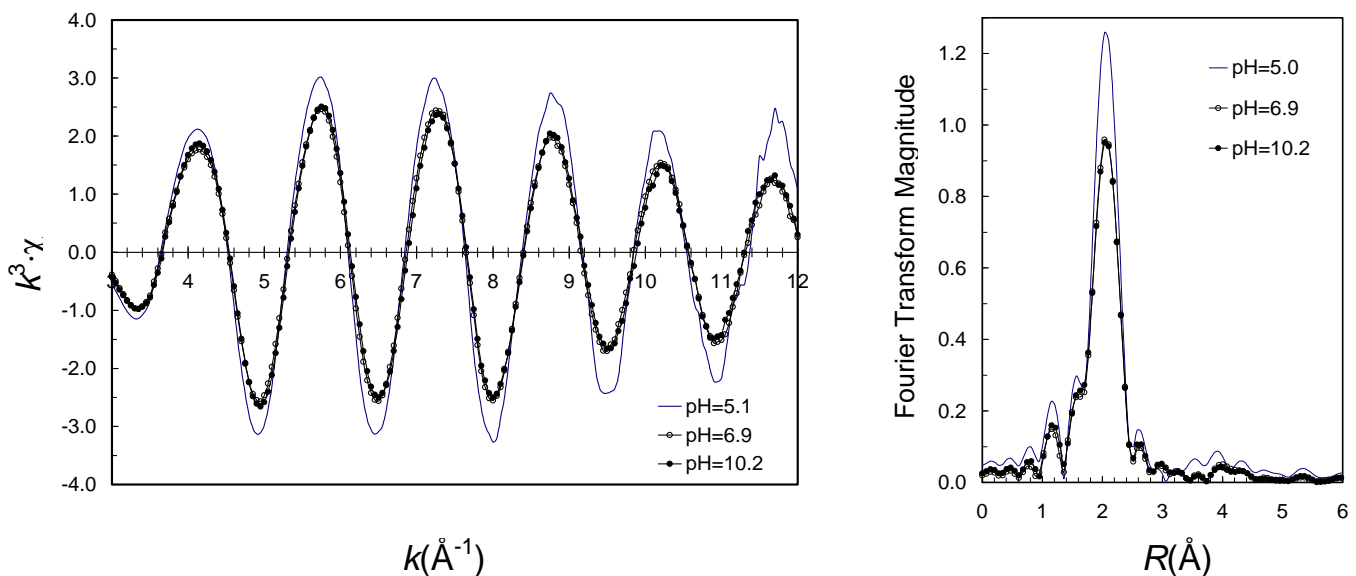 4.0
3.0
2.0
1.0
0.0
-1.0
-2.0
-3.0
-4.0
3 4 5 6 7 8 9 10 11 12
k³·χ
k(Å⁻¹)
pH=5.1
pH=6.9
pH=10.2
1.2
1.0
0.8
0.6
0.4
0.2
0.0
0 1 2 3 4 5 6
Fourier Transform Magnitude
R(Å)
pH=5.0
pH=6.9
pH=10.2